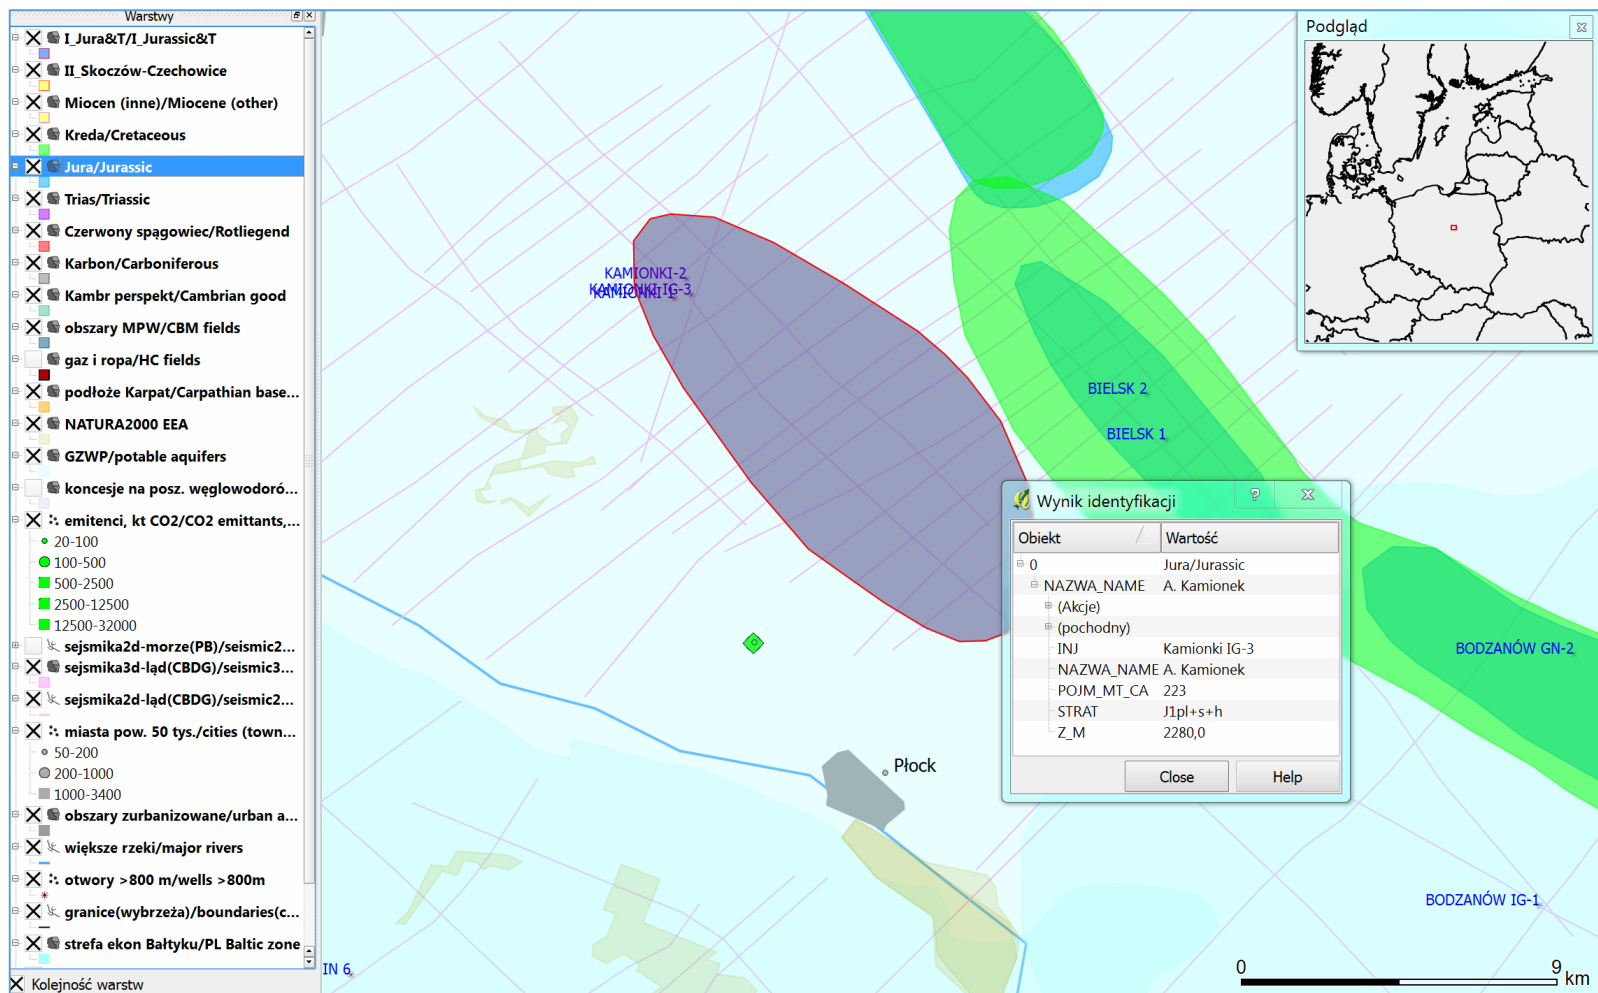 Warstwy
I_Jura&T/I_Jurassic&T
II_Skoczów-Czechowice
Miocen (inne)/Miocene (other)
Kreda/Cretaceous
Jura/Jurassic
Trias/Triassic
Czerwony spągowiec/Rotliegend
Karbon/Carboniferous
Kambr perspekt/Cambrian good
obszary MPW/CBM fields
gaz i ropa/HC fields
podłoże Karpat/Carpathian base...
NATURA2000 EEA
GZWP/potable aquifers
koncesje na posz. węglowodoró...
emitenci, kt CO2/CO2 emittants,...
20-100
100-500
500-2500
2500-12500
12500-32000
sejsmika2d-morze(PB)/seismic2...
sejsmika3d-ląd(CBDG)/seismic3...
sejsmika2d-ląd(CBDG)/seismic2...
miasta pow. 50 tys./cities (town...
50-200
200-1000
1000-3400
obszary zurbanizowane/urban a...
większe rzeki/major rivers
otwory >800 m/wells >800m
granice(wybrzeża)/boundaries(c...
strefa ekon Bałtyku/PL Baltic zone
Kolejność warstw
KAMIONKI-2
KAMIONKI-IG-3
KAMIONKI-1
BIELSK 2
BIELSK 1
Podgląd
Wynik identyfikacji
?
Obiekt Wartość
0 Jura/Jurassic
NAZWA_NAME A. Kamionek
(Akcje)
(pochodny)
INJ Kamionki IG-3
NAZWA_NAME A. Kamionek
POJM_MT_CA 223
STRAT J1pl+s+h
Z_M 2280,0
Close Help
BODZANÓW GN-2
Płock
BODZANÓW IG-1
IN 6
0 9 km